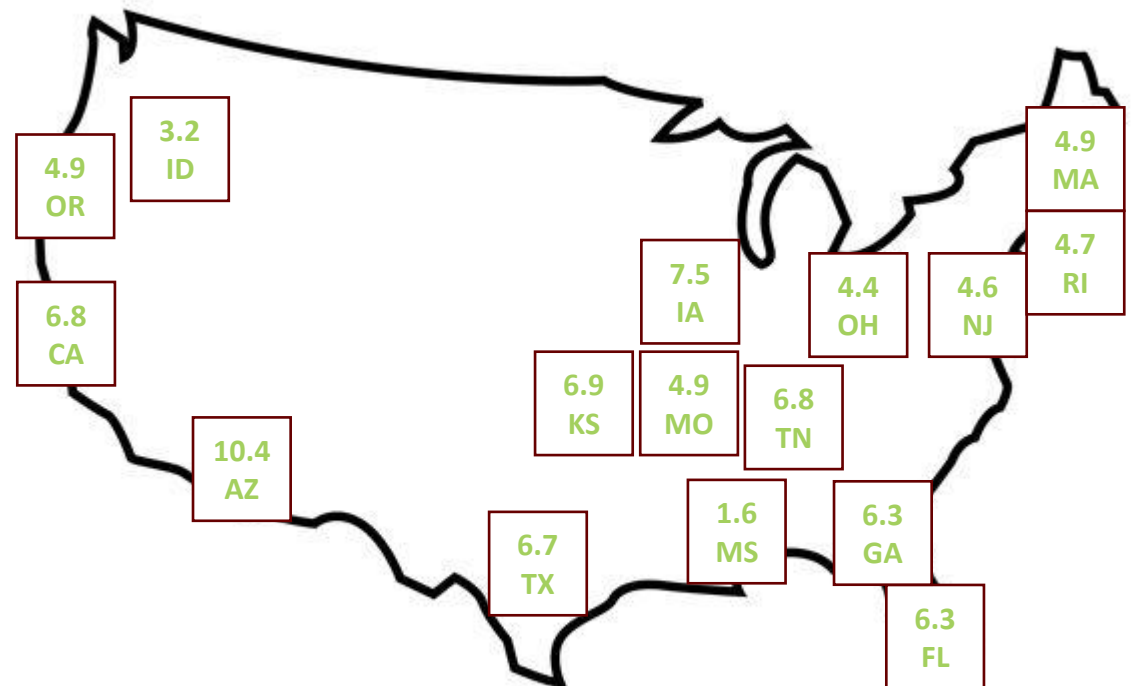 3.2
ID
4.9
OR
4.9
MA
4.7
RI
7.5
IA
4.4
OH
4.6
NJ
6.8
CA
6.9
KS
4.9
MO
6.8
TN
10.4
AZ
1.6
MS
6.3
GA
6.7
TX
6.3
FL